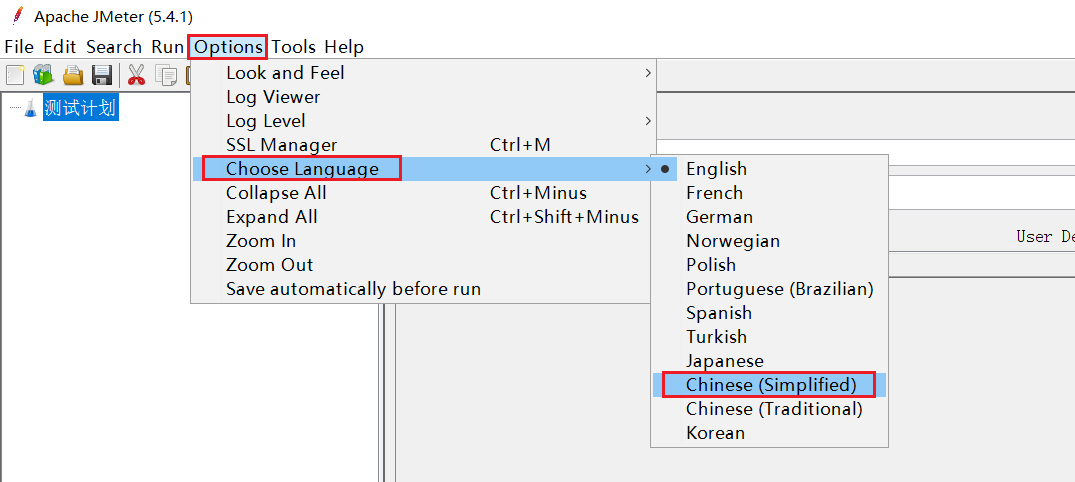 Apache JMeter (5.4.1)
File Edit Search Run Options Tools Help
Look and Feel
Log Viewer
Log Level
SSL Manager Ctrl+M
Choose Language
Collapse All Ctrl+Minus
Expand All Ctrl+Shift+Minus
Zoom In
Zoom Out
Save automatically before run
测试计划
English
French
German
Norwegian
Polish
Portuguese (Brazilian)
Spanish
Turkish
Japanese
Chinese (Simplified)
Chinese (Traditional)
Korean
User De